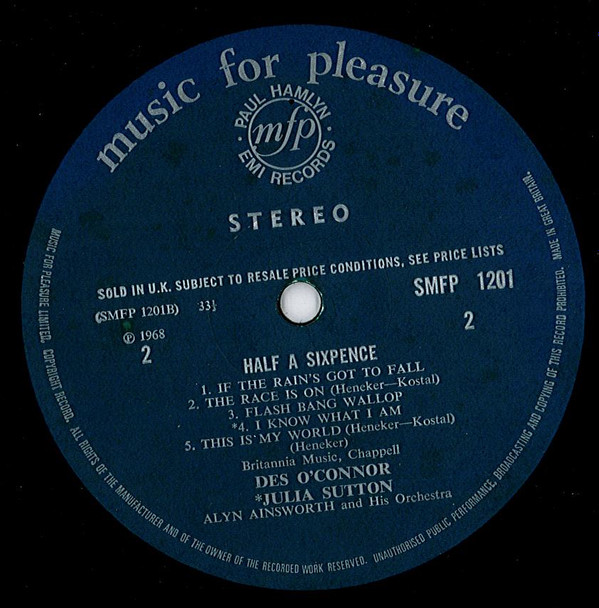 music for pleasure
PAUL HAMLYN
mfp
EMI RECORDS
STEREO
SOLD IN U.K. SUBJECT TO RESALE PRICE CONDITIONS, SEE PRICE LISTS
(SMFP 1201B) 33⅓
SMFP 1201
℗ 1968
2
2
HALF A SIXPENCE
1. IF THE RAIN'S GOT TO FALL
2. THE RACE IS ON (Heneker—Kostal)
3. FLASH BANG WALLOP
*4. I KNOW WHAT I AM
5. THIS IS MY WORLD (Heneker—Kostal)
(Heneker)
Britannia Music, Chappell
DES O'CONNOR
*JULIA SUTTON
ALYN AINSWORTH and His Orchestra
MUSIC FOR PLEASURE LIMITED. COPYRIGHT RECORD. ALL RIGHTS OF THE MANUFACTURER AND OF THE OWNER OF THE RECORDED WORK RESERVED. UNAUTHORISED PUBLIC PERFORMANCE, BROADCASTING AND COPYING OF THIS RECORD PROHIBITED. MADE IN GREAT BRITAIN.